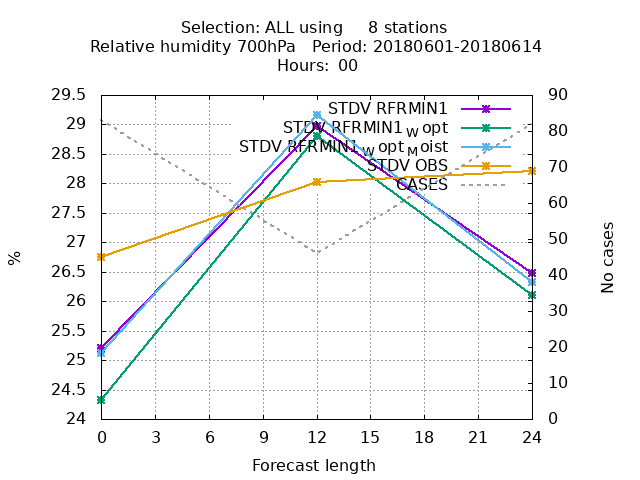 Selection: ALL using     8 stations
Relative humidity 700hPa   Period: 20180601-20180614
Hours: 00
29.5
29
28.5
28
27.5
27
26.5
26
25.5
25
24.5
24
%
STDV RFRMIN1
STDV RFRMIN1 w opt
STDV RFRMIN1 w opt M oist
STDV OBS
CASES
90
80
70
60
50
40
30
20
10
0
No cases
0 3 6 9 12 15 18 21 24
Forecast length